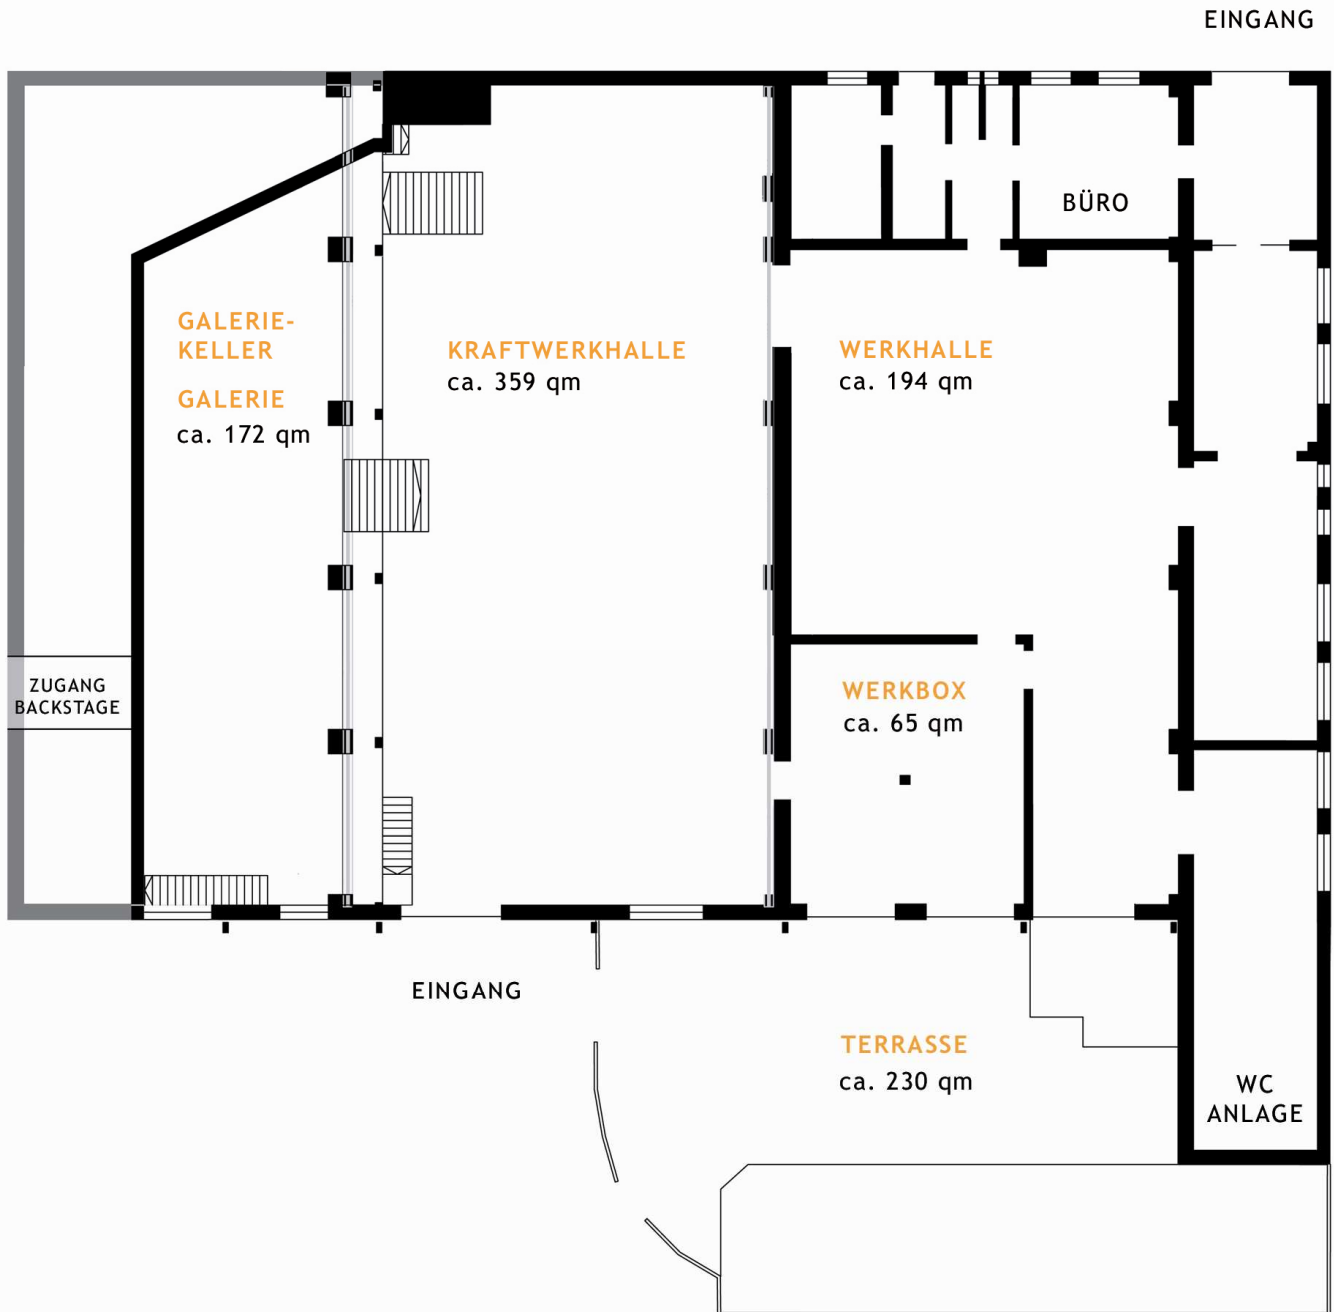 EINGANG
BÜRO
GALERIE-
KELLER
GALERIE
ca. 172 qm
KRAFTWERKHALLE
ca. 359 qm
WERKHALLE
ca. 194 qm
ZUGANG
BACKSTAGE
WERKBOX
ca. 65 qm
EINGANG
TERRASSE
ca. 230 qm
WC
ANLAGE